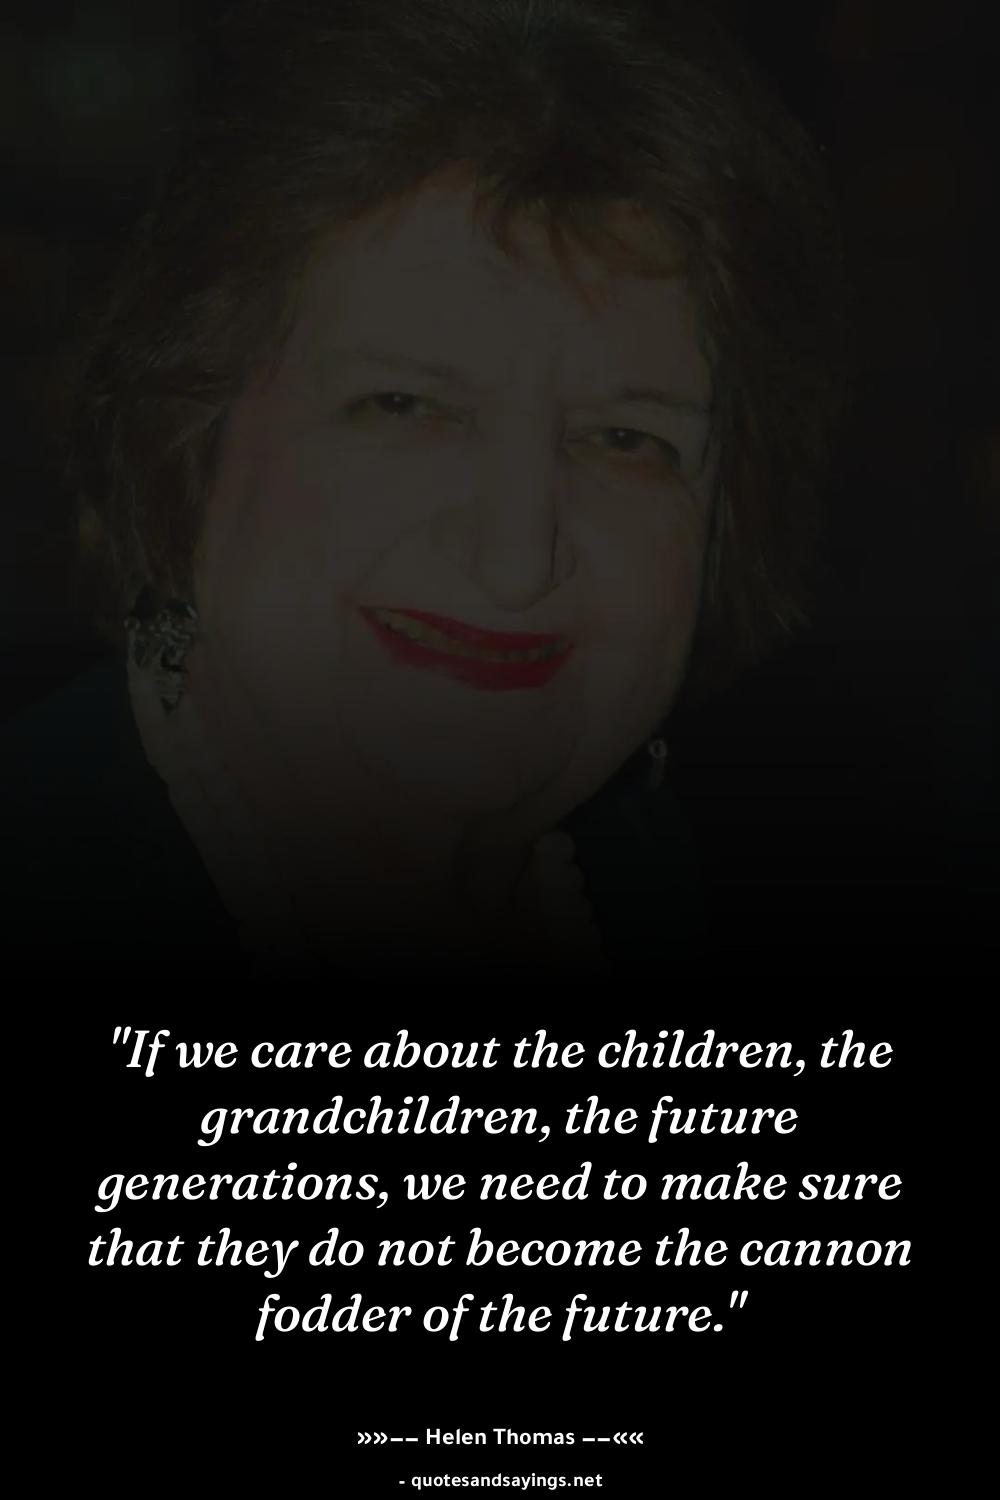 "If we care about the children, the
grandchildren, the future
generations, we need to make sure
that they do not become the cannon
fodder of the future."
»»−− Helen Thomas −−««
- quotesandsayings.net